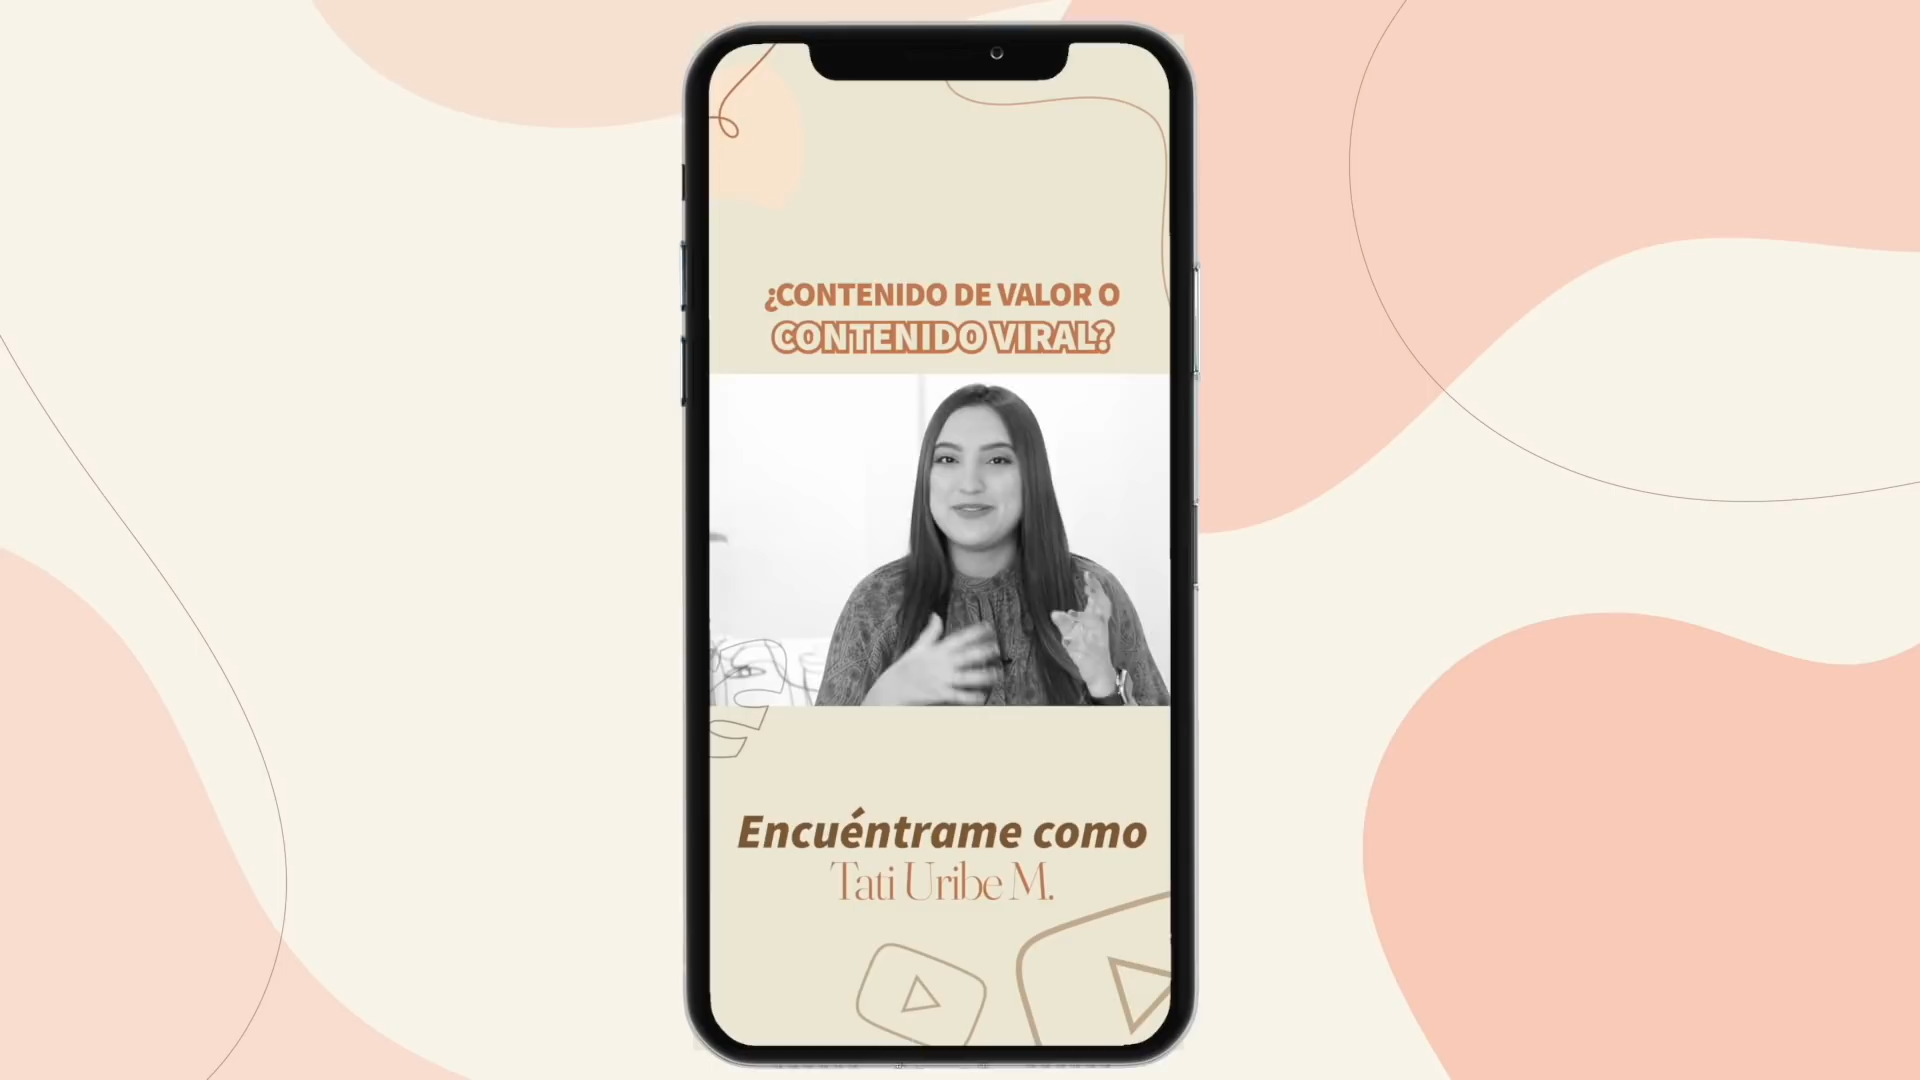 ¿CONTENIDO DE VALOR O
CONTENIDO VIRAL?
Encuéntrame como
Tati Uribe M.